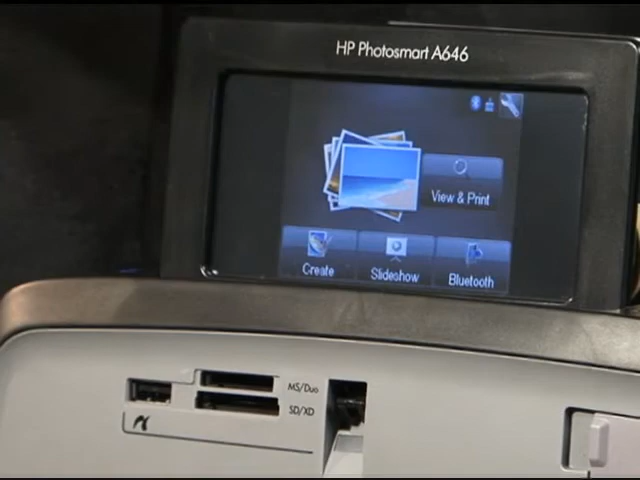 HP Photosmart A646
View & Print
Create
Slideshow
Bluetooth
MS/Duo
SD/XD